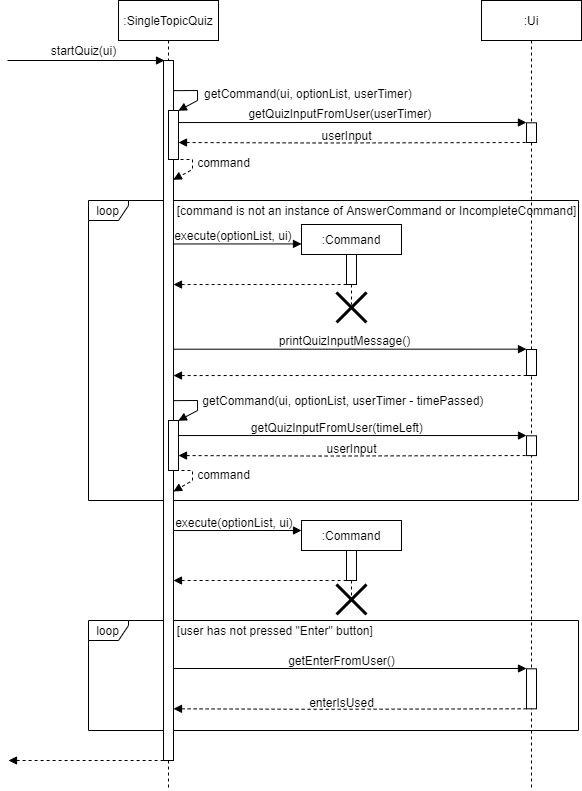 :SingleTopicQuiz
:Ui
startQuiz(ui)
getCommand(ui, optionList, userTimer)
getQuizInputFromUser(userTimer)
userInput
command
loop
[command is not an instance of AnswerCommand or IncompleteCommand]
execute(optionList, ui)
:Command
printQuizInputMessage()
getCommand(ui, optionList, userTimer - timePassed)
getQuizInputFromUser(timeLeft)
userInput
command
execute(optionList, ui)
:Command
loop
[user has not pressed "Enter" button]
getEnterFromUser()
enterIsUsed